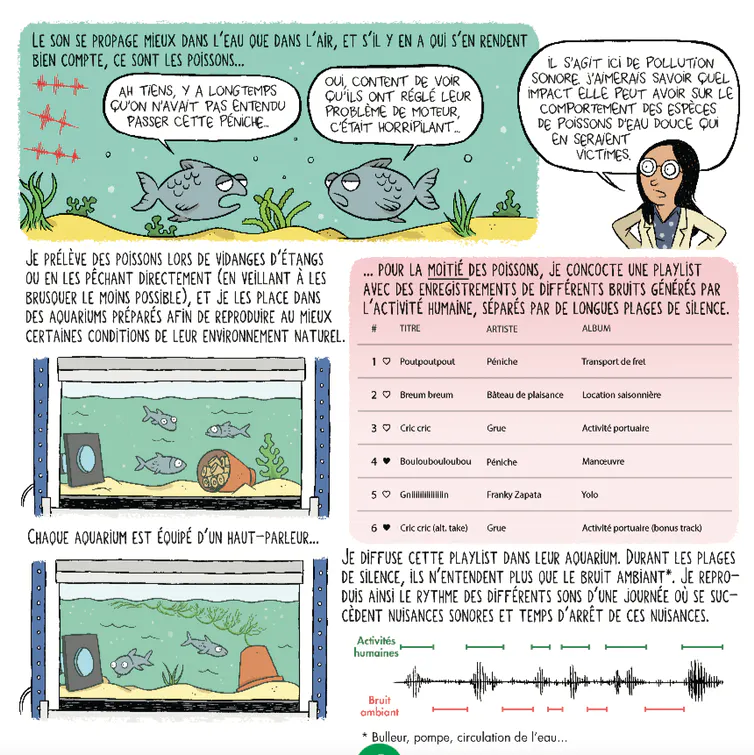 LE SON SE PROPAGE MIEUX DANS L'EAU QUE DANS L'AIR, ET S'IL Y EN A QUI S'EN RENDENT
BIEN COMPTE, CE SONT LES POISSONS...
AH TIENS, Y A LONGTEMPS
QU'ON N'AVAIT PAS ENTENDU
PASSER CETTE PÉNICHE...
OUI, CONTENT DE VOIR
QU'ILS ONT RÉGLÉ LEUR
PROBLÈME DE MOTEUR,
C'ÉTAIT HORRIPILANT...
IL S'AGIT ICI DE POLLUTION
SONORE. J'AIMERAIS SAVOIR QUEL
IMPACT ELLE PEUT AVOIR SUR LE
COMPORTEMENT DES ESPÈCES
DE POISSONS D'EAU DOUCE QUI
EN SERAIENT
VICTIMES.
JE PRÉLÈVE DES POISSONS LORS DE VIDANGES D'ÉTANGS
OU EN LES PÊCHANT DIRECTEMENT (EN VEILLANT À LES
BRUSQUER LE MOINS POSSIBLE), ET JE LES PLACE DANS
DES AQUARIUMS PRÉPARÉS AFIN DE REPRODUIRE AU MIEUX
CERTAINES CONDITIONS DE LEUR ENVIRONNEMENT NATUREL.
CHAQUE AQUARIUM EST ÉQUIPÉ D'UN HAUT-PARLEUR...
... POUR LA MOITIÉ DES POISSONS, JE CONCOCTE UNE PLAYLIST
AVEC DES ENREGISTREMENTS DE DIFFÉRENTS BRUITS GÉNÉRÉS PAR
L'ACTIVITÉ HUMAINE, SÉPARÉS PAR DE LONGUES PLAGES DE SILENCE.
# TITRE ARTISTE ALBUM
1 ♡ Poutpoutpout Péniche Transport de fret
2 ♡ Breum breum Bâteau de plaisance Location saisonnière
3 ♡ Cric cric Grue Activité portuaire
4 ♥ Bouloubouloubou Péniche Manœuvre
5 ♡ Gniiiiiiiiiiiiiin Franky Zapata Yolo
6 ♥ Cric cric (alt. take) Grue Activité portuaire (bonus track)
JE DIFFUSE CETTE PLAYLIST DANS LEUR AQUARIUM. DURANT LES PLAGES
DE SILENCE, ILS N'ENTENDENT PLUS QUE LE BRUIT AMBIANT*. JE REPRO-
DUIS AINSI LE RYTHME DES DIFFÉRENTS SONS D'UNE JOURNÉE OÙ SE SUC-
CÈDENT NUISANCES SONORES ET TEMPS D'ARRÊT DE CES NUISANCES.
Activités
humaines
Bruit
ambiant
* Bulleur, pompe, circulation de l'eau...